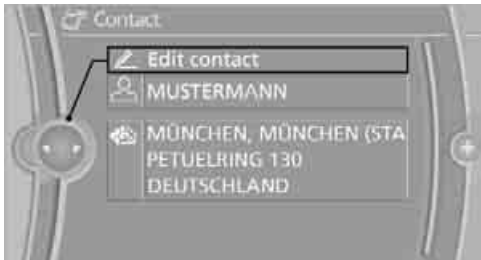 Contact
Edit contact
MUSTERMANN
MÜNCHEN, MÜNCHEN (STA
PETUELRING 130
DEUTSCHLAND